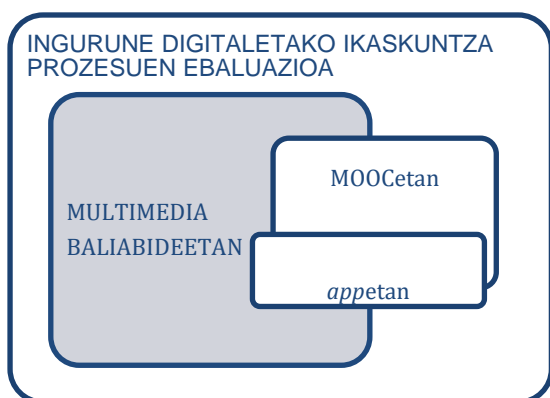 INGURUNE DIGITALETAKO IKASKUNTZA
PROZESUEN EBALUAZIOA
MOOCetan
MULTIMEDIA
BALIABIDEETAN
appetan